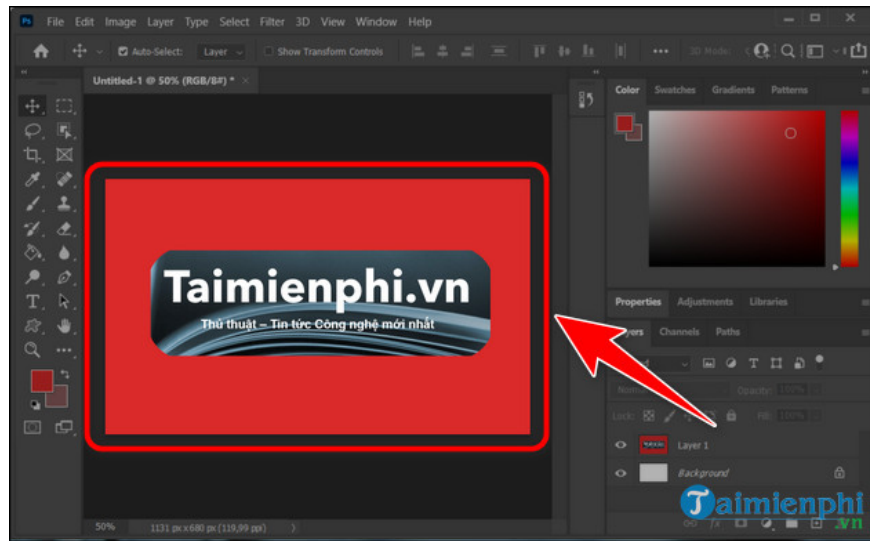 Ps File Edit Image Layer Type Select Filter 3D View Window Help
Auto-Select: Layer Show Transform Controls 3D Mode:
Untitled-1 @ 50% (RGB/8#) *
Color Swatches Gradients Patterns
Taimienphi.vn
Thủ thuật – Tin tức Công nghệ mới nhất
Properties Adjustments Libraries
Channels Paths
Opacity: 100%
Lock: Fill: 100%
Layer 1
Background
50% 1131 px x 680 px (119,99 ppi)
Taimienphi
.vn